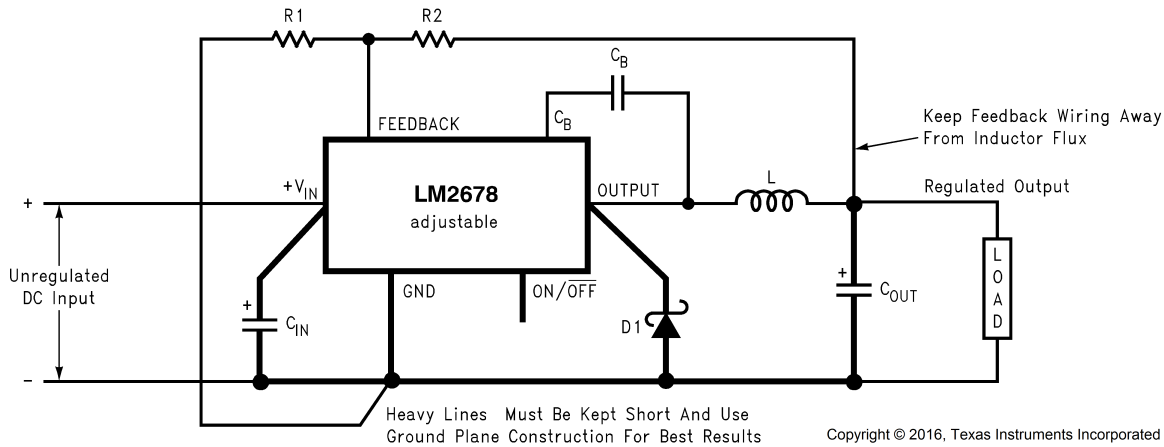 R1
R2
C_B
C_B
FEEDBACK
Keep Feedback Wiring Away
From Inductor Flux
+V_IN
LM2678
adjustable
OUTPUT
L
Regulated Output
+
Unregulated
DC Input
−
+
C_IN
GND
ON/O̅F̅F̅
D1
+
C_OUT
LOAD
Heavy Lines Must Be Kept Short And Use
Ground Plane Construction For Best Results
Copyright © 2016, Texas Instruments Incorporated